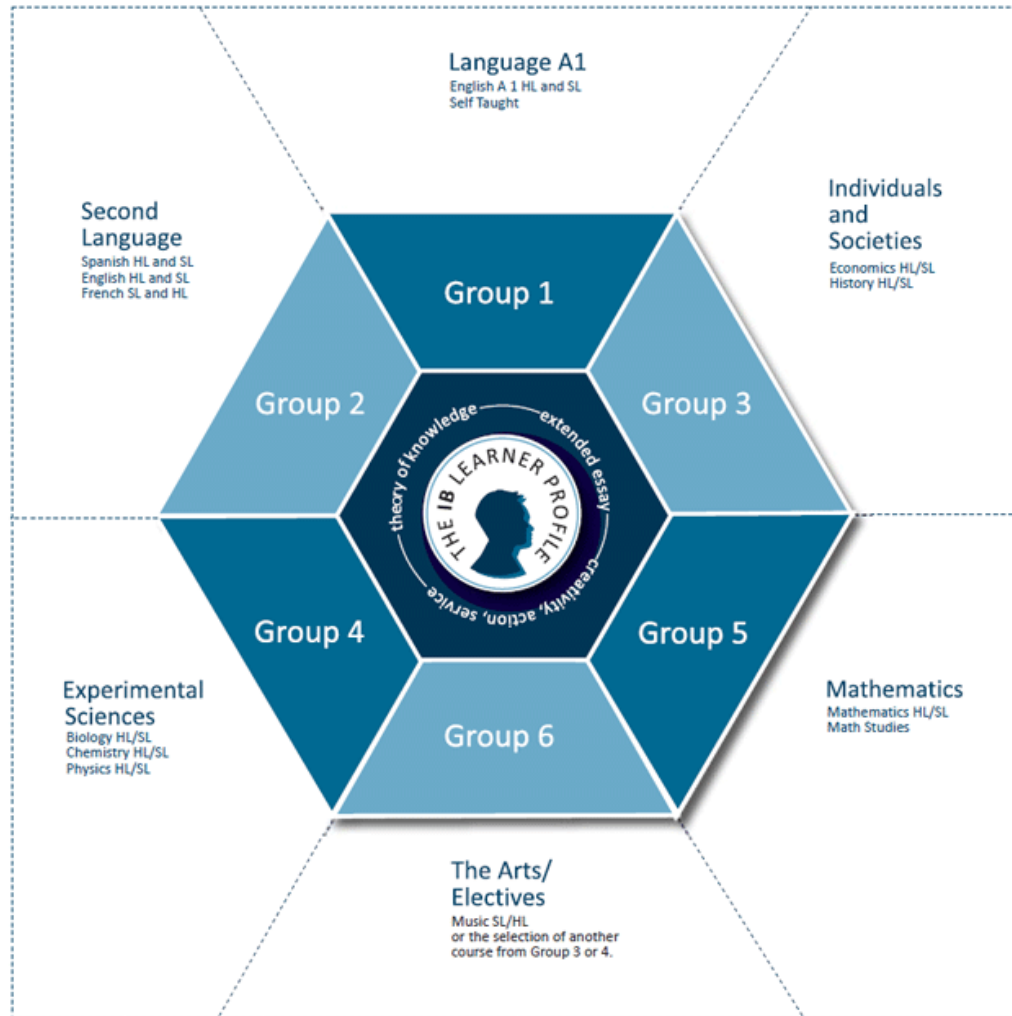 Language A1
English A 1 HL and SL
Self Taught
Second
Language
Spanish HL and SL
English HL and SL
French SL and HL
Individuals
and
Societies
Economics HL/SL
History HL/SL
Group 1
Group 2
Group 3
theory of knowledge
extended essay
creativity, action, service
THE IB LEARNER PROFILE
Group 4
Group 5
Group 6
Experimental
Sciences
Biology HL/SL
Chemistry HL/SL
Physics HL/SL
Mathematics
Mathematics HL/SL
Math Studies
The Arts/
Electives
Music SL/HL
or the selection of another
course from Group 3 or 4.